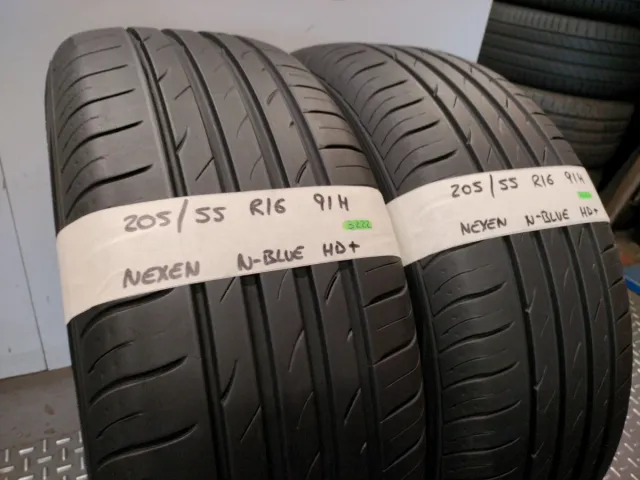 205/55 R16 91H
NEXEN N-BLUE HD+
205/55 R16 91H
NEXEN N-BLUE HD+